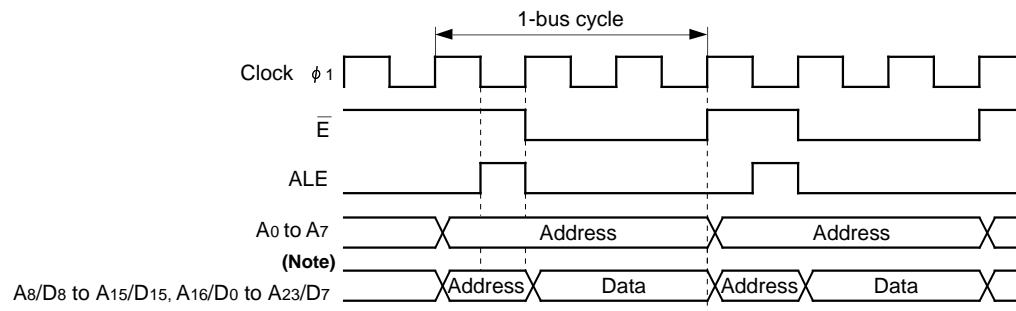 1-bus cycle
Clock ϕ 1
E̅
ALE
A0 to A7
Address Address
(Note)
A8/D8 to A15/D15, A16/D0 to A23/D7
Address Data Address Data